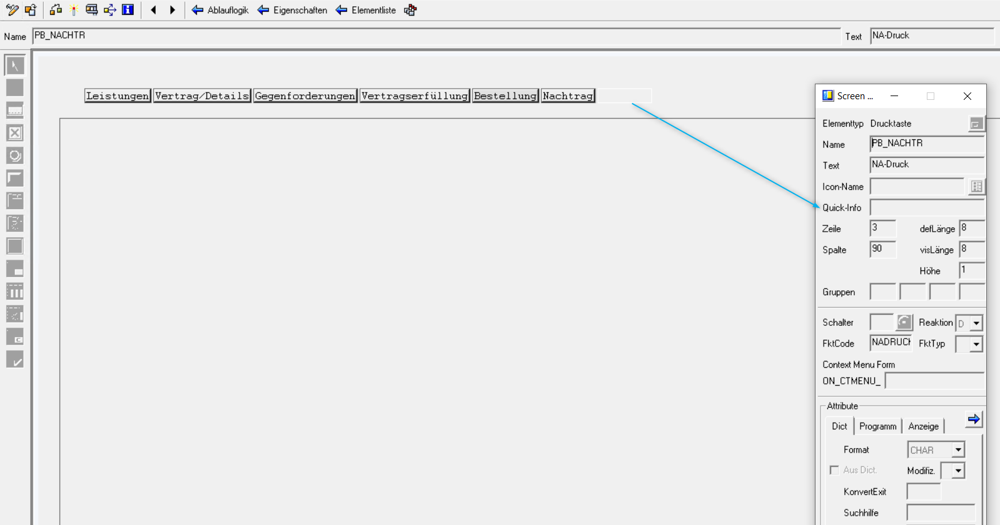 Ablauflogik Eigenschaften Elementliste
Name PB_NACHTR Text NA-Druck
Leistungen Vertrag/Details Gegenforderungen Vertragserfüllung Bestellung Nachtrag
Screen ...
Elementtyp Drucktaste
Name PB_NACHTR
Text NA-Druck
Icon-Name
Quick-Info
Zeile 3 defLänge 8
Spalte 90 visLänge 8
Höhe 1
Gruppen
Schalter Reaktion D
FktCode NADRUCK FktTyp
Context Menu Form
ON_CTMENU_
Attribute
Dict Programm Anzeige
Format CHAR
Aus Dict. Modifiz.
KonvertExit
Suchhilfe